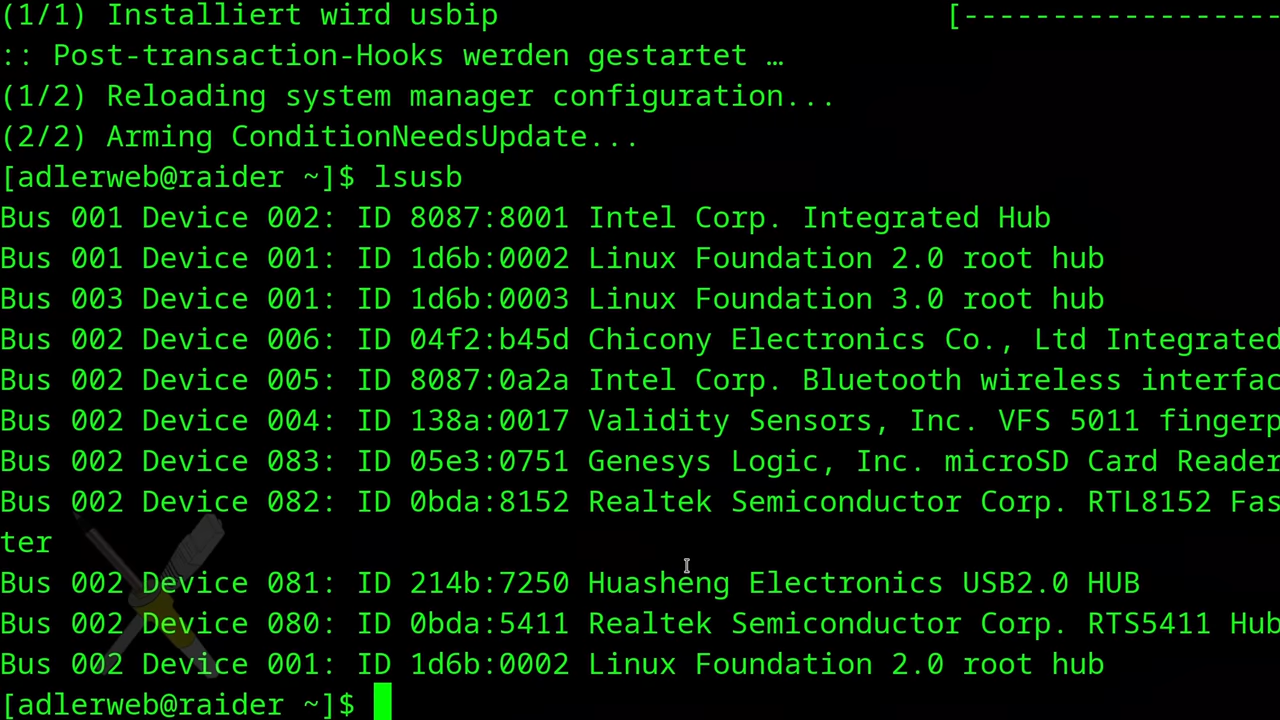 (1/1) Installiert wird usbip [------------------
:: Post-transaction-Hooks werden gestartet …
(1/2) Reloading system manager configuration...
(2/2) Arming ConditionNeedsUpdate...
[adlerweb@raider ~]$ lsusb
Bus 001 Device 002: ID 8087:8001 Intel Corp. Integrated Hub
Bus 001 Device 001: ID 1d6b:0002 Linux Foundation 2.0 root hub
Bus 003 Device 001: ID 1d6b:0003 Linux Foundation 3.0 root hub
Bus 002 Device 006: ID 04f2:b45d Chicony Electronics Co., Ltd Integrated
Bus 002 Device 005: ID 8087:0a2a Intel Corp. Bluetooth wireless interfac
Bus 002 Device 004: ID 138a:0017 Validity Sensors, Inc. VFS 5011 fingerp
Bus 002 Device 083: ID 05e3:0751 Genesys Logic, Inc. microSD Card Reader
Bus 002 Device 082: ID 0bda:8152 Realtek Semiconductor Corp. RTL8152 Fas
ter
Bus 002 Device 081: ID 214b:7250 Huasheng Electronics USB2.0 HUB
Bus 002 Device 080: ID 0bda:5411 Realtek Semiconductor Corp. RTS5411 Hub
Bus 002 Device 001: ID 1d6b:0002 Linux Foundation 2.0 root hub
[adlerweb@raider ~]$